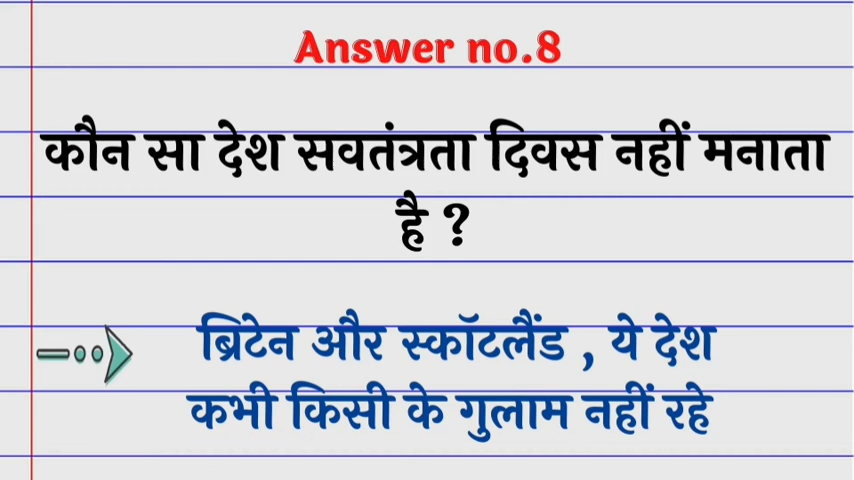 Answer no.8
कौन सा देश सवतंत्रता दिवस नहीं मनाता
है ?
ब्रिटेन और स्कॉटलैंड , ये देश
कभी किसी के गुलाम नहीं रहे